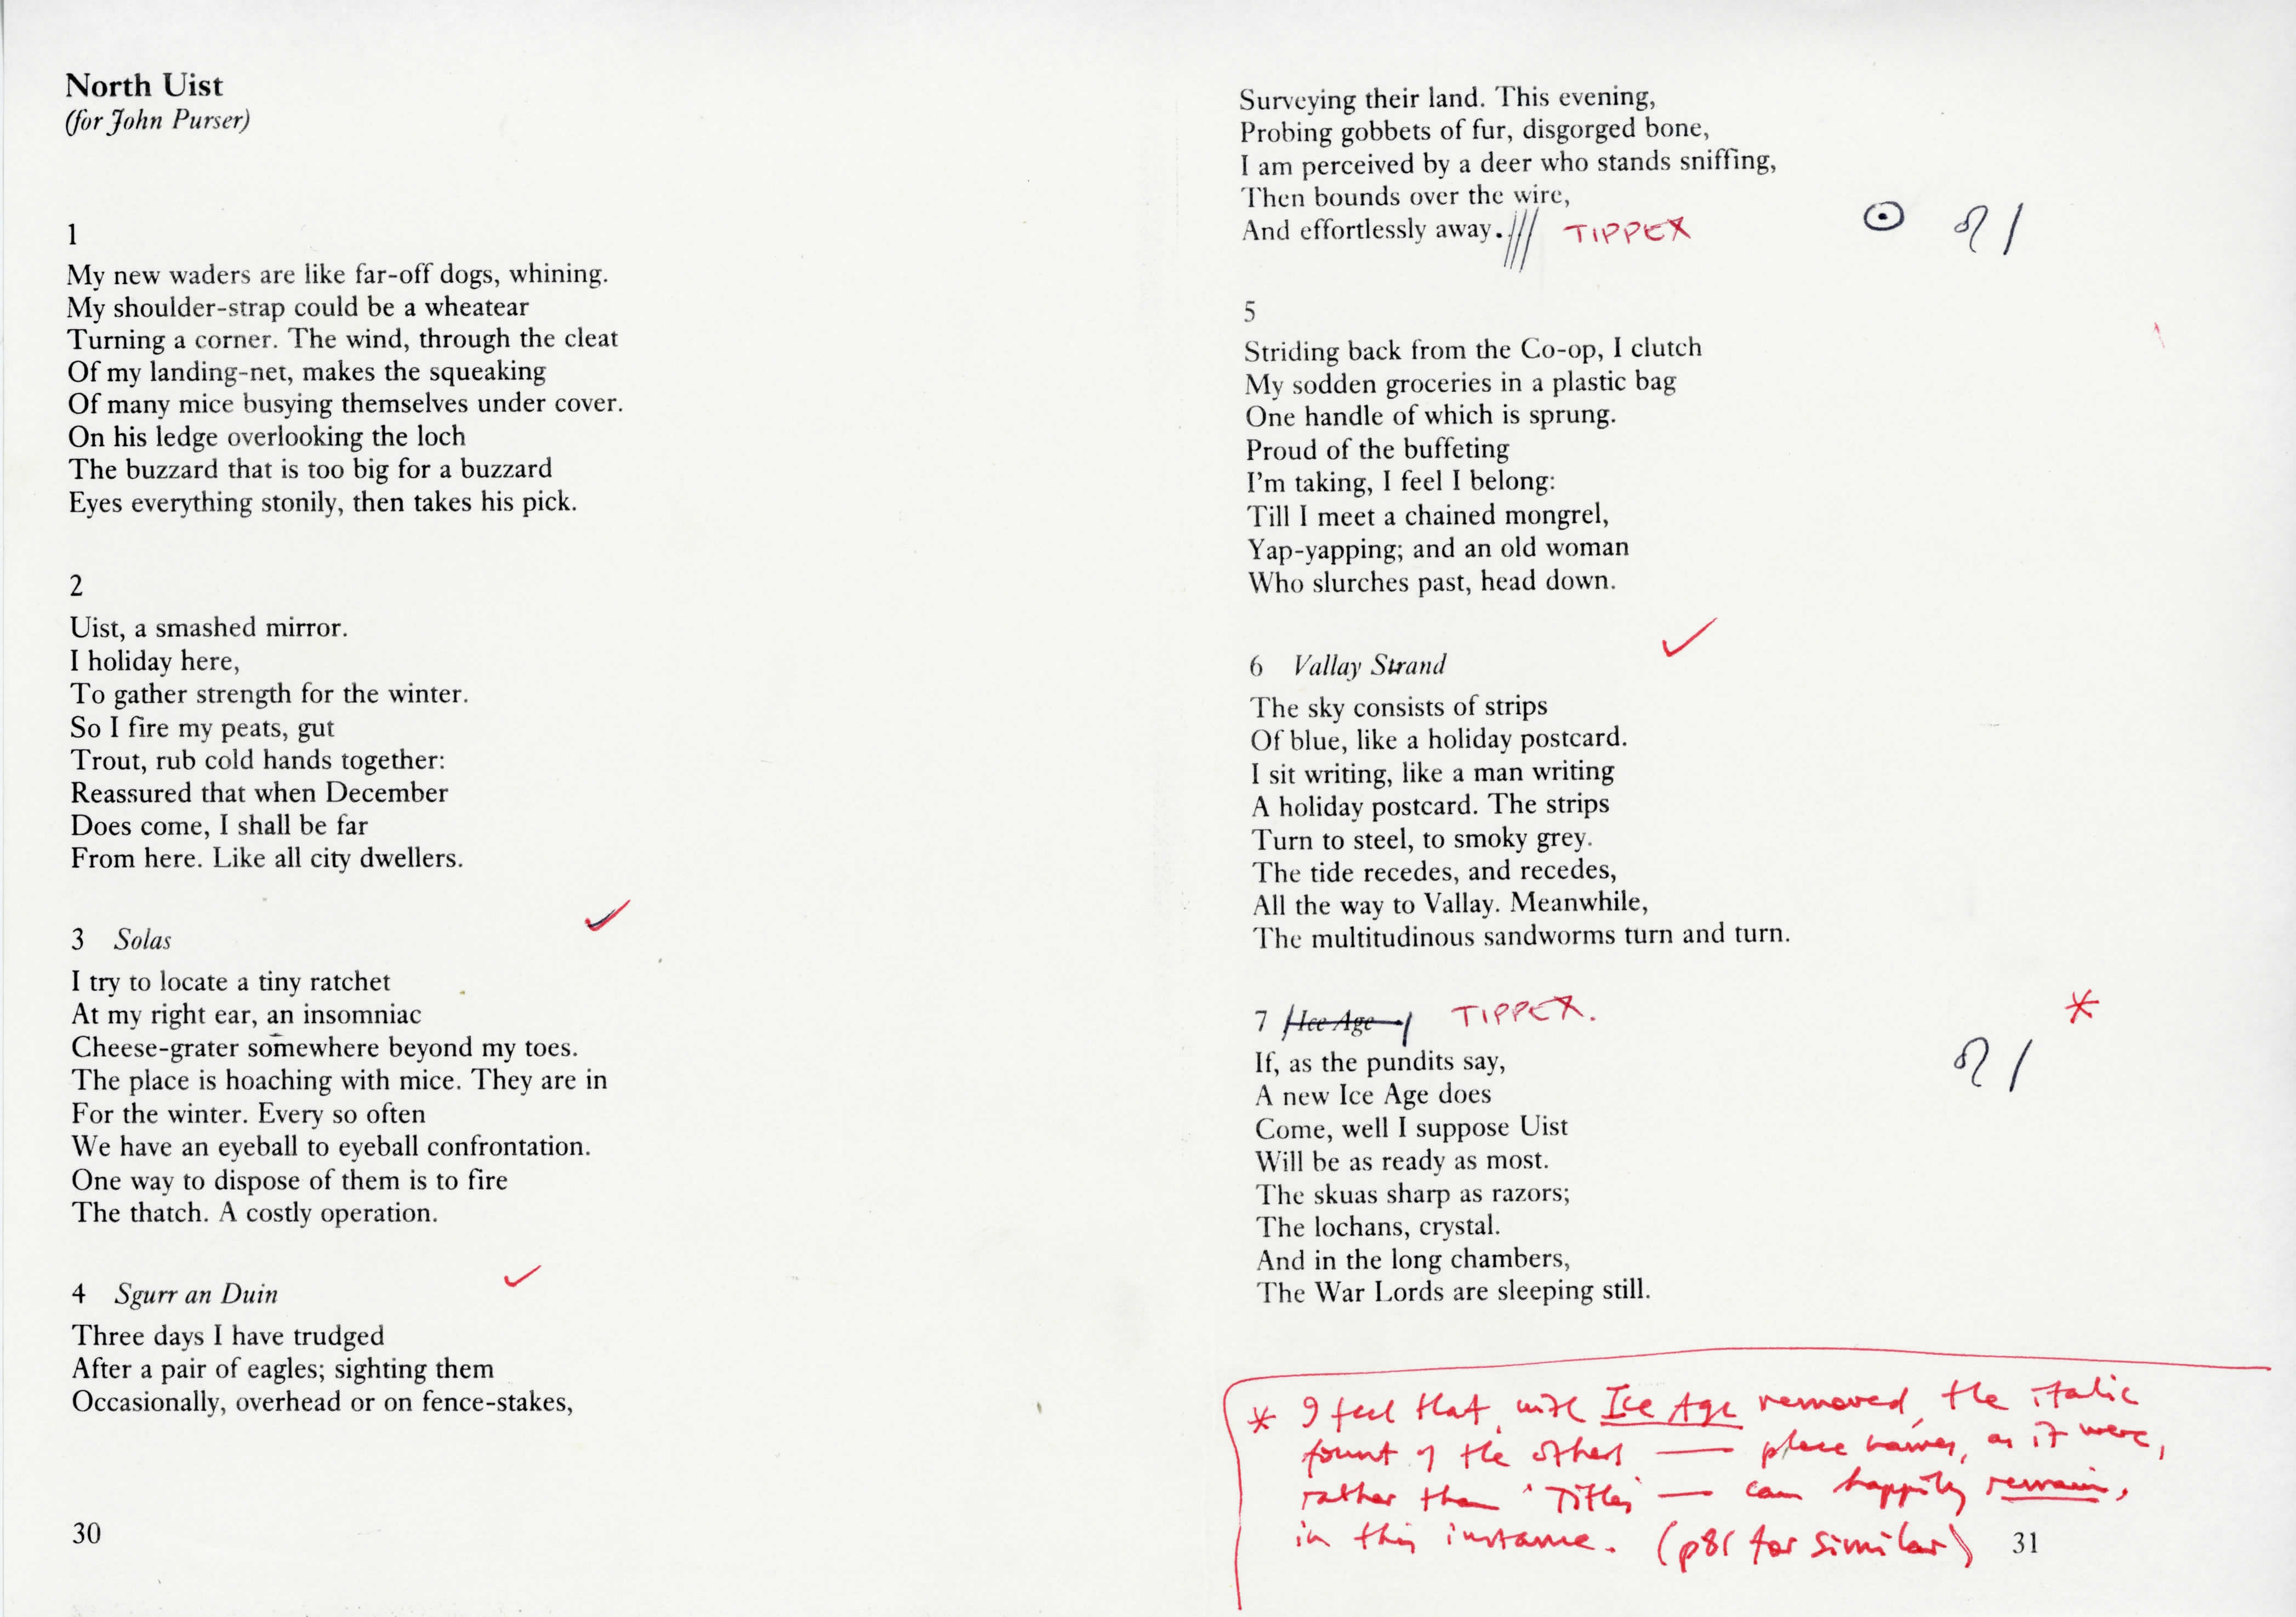 North Uist
(for John Purser)
1
My new waders are like far-off dogs, whining.
My shoulder-strap could be a wheatear
Turning a corner. The wind, through the cleat
Of my landing-net, makes the squeaking
Of many mice busying themselves under cover.
On his ledge overlooking the loch
The buzzard that is too big for a buzzard
Eyes everything stonily, then takes his pick.
2
Uist, a smashed mirror.
I holiday here,
To gather strength for the winter.
So I fire my peats, gut
Trout, rub cold hands together:
Reassured that when December
Does come, I shall be far
From here. Like all city dwellers.
3 Solas
I try to locate a tiny ratchet
At my right ear, an insomniac
Cheese-grater somewhere beyond my toes.
The place is hoaching with mice. They are in
For the winter. Every so often
We have an eyeball to eyeball confrontation.
One way to dispose of them is to fire
The thatch. A costly operation.
4 Sgurr an Duin
Three days I have trudged
After a pair of eagles; sighting them
Occasionally, overhead or on fence-stakes,
30
Surveying their land. This evening,
Probing gobbets of fur, disgorged bone,
I am perceived by a deer who stands sniffing,
Then bounds over the wire,
And effortlessly away. TIPPEX
5
Striding back from the Co-op, I clutch
My sodden groceries in a plastic bag
One handle of which is sprung.
Proud of the buffeting
I'm taking, I feel I belong:
Till I meet a chained mongrel,
Yap-yapping; and an old woman
Who slurches past, head down.
6 Vallay Strand
The sky consists of strips
Of blue, like a holiday postcard.
I sit writing, like a man writing
A holiday postcard. The strips
Turn to steel, to smoky grey.
The tide recedes, and recedes,
All the way to Vallay. Meanwhile,
The multitudinous sandworms turn and turn.
7 Ice Age TIPPEX. *
If, as the pundits say,
A new Ice Age does
Come, well I suppose Uist
Will be as ready as most.
The skuas sharp as razors;
The lochans, crystal.
And in the long chambers,
The War Lords are sleeping still.
* I feel that, with Ice Age removed, the italic
fount of the others — place names, as it were,
rather than 'Titles' — can happily remain,
in this instance. (p81 for similar)
31